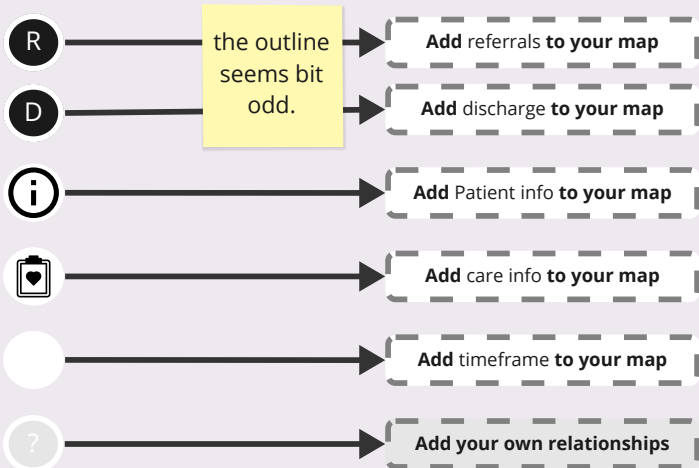 R
the outline
seems bit
odd.
Add referrals to your map
D
Add discharge to your map
i
Add Patient info to your map
Add care info to your map
Add timeframe to your map
?
Add your own relationships